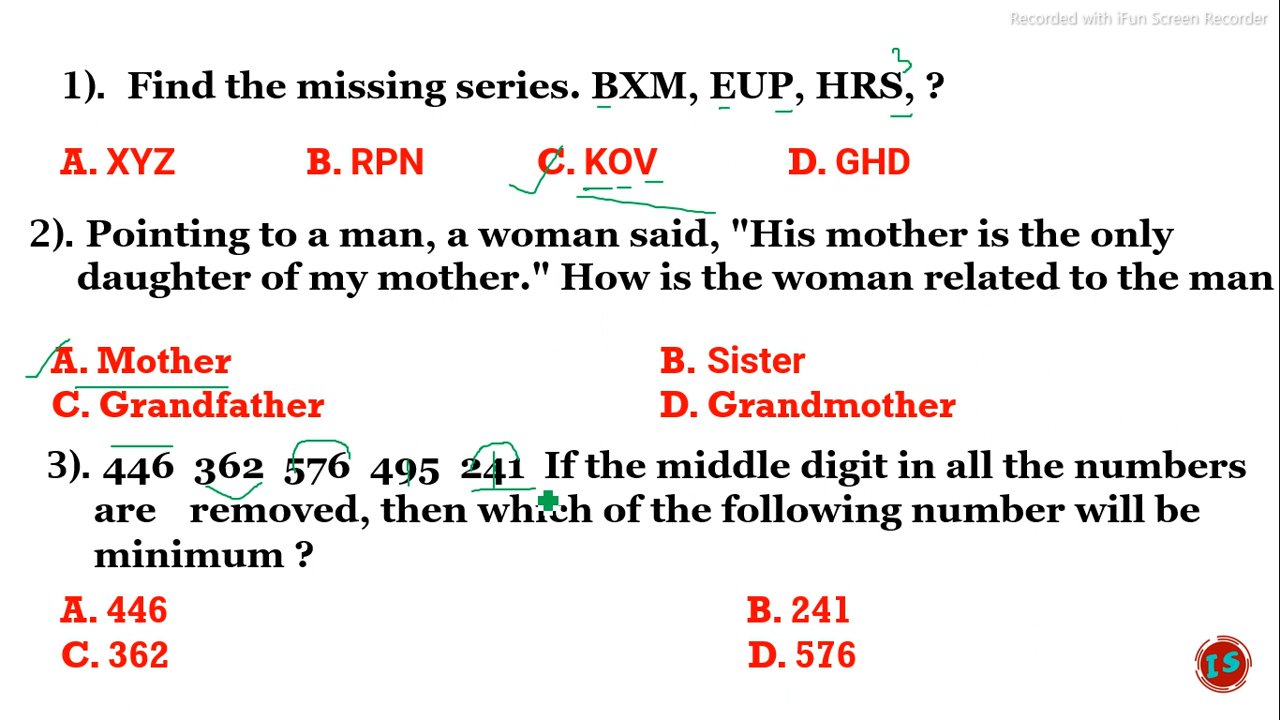 Recorded with iFun Screen Recorder
3
1). Find the missing series. BXM, EUP, HRS, ?
A. XYZ B. RPN C. KOV D. GHD
2). Pointing to a man, a woman said, "His mother is the only
daughter of my mother." How is the woman related to the man
A. Mother B. Sister
C. Grandfather D. Grandmother
3). 446 362 576 495 241 If the middle digit in all the numbers
are removed, then which of the following number will be
minimum ?
A. 446 B. 241
C. 362 D. 576
IS